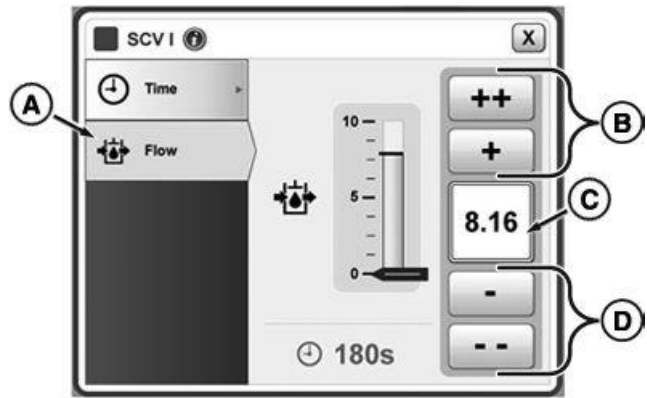 SCV I i X
A Time
Flow
10
5
0
++
+
8.16
-
- -
180s
B
C
D